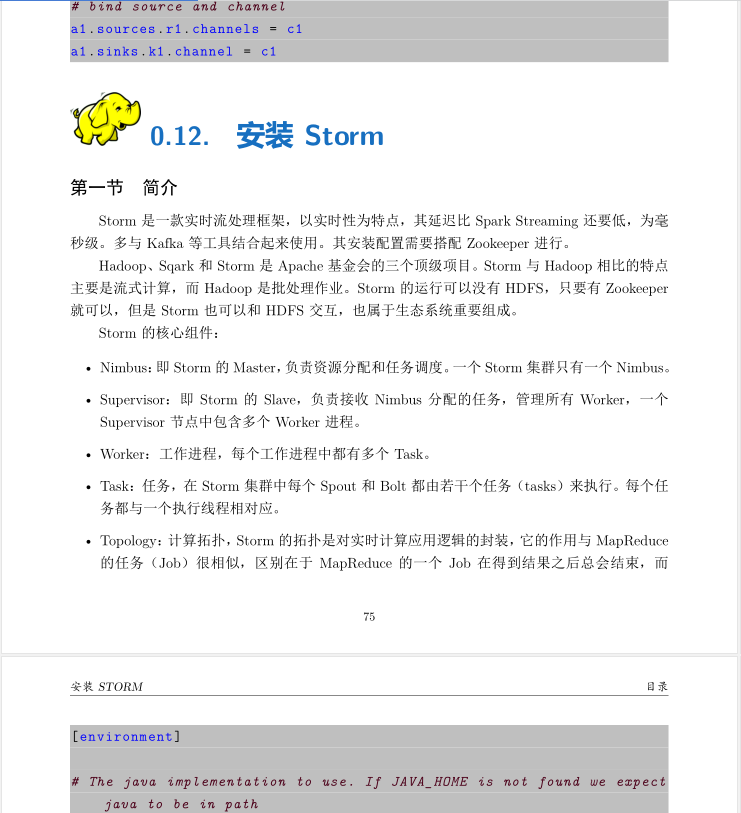 # bind source and channel
a1.sources.r1.channels = c1
a1.sinks.k1.channel = c1
0.12. 安装 Storm
第一节 简介
Storm 是一款实时流处理框架，以实时性为特点，其延迟比 Spark Streaming 还要低，为毫
秒级。多与 Kafka 等工具结合起来使用。其安装配置需要搭配 Zookeeper 进行。
Hadoop、Sqark 和 Storm 是 Apache 基金会的三个顶级项目。Storm 与 Hadoop 相比的特点
主要是流式计算，而 Hadoop 是批处理作业。Storm 的运行可以没有 HDFS，只要有 Zookeeper
就可以，但是 Storm 也可以和 HDFS 交互，也属于生态系统重要组成。
Storm 的核心组件：
• Nimbus：即 Storm 的 Master，负责资源分配和任务调度。一个 Storm 集群只有一个 Nimbus。
• Supervisor：即 Storm 的 Slave，负责接收 Nimbus 分配的任务，管理所有 Worker，一个
Supervisor 节点中包含多个 Worker 进程。
• Worker：工作进程，每个工作进程中都有多个 Task。
• Task：任务，在 Storm 集群中每个 Spout 和 Bolt 都由若干个任务（tasks）来执行。每个任
务都与一个执行线程相对应。
• Topology：计算拓扑，Storm 的拓扑是对实时计算应用逻辑的封装，它的作用与 MapReduce
的任务（Job）很相似，区别在于 MapReduce 的一个 Job 在得到结果之后总会结束，而
75
安装 STORM 目录
[environment]
# The java implementation to use. If JAVA_HOME is not found we expect
java to be in path